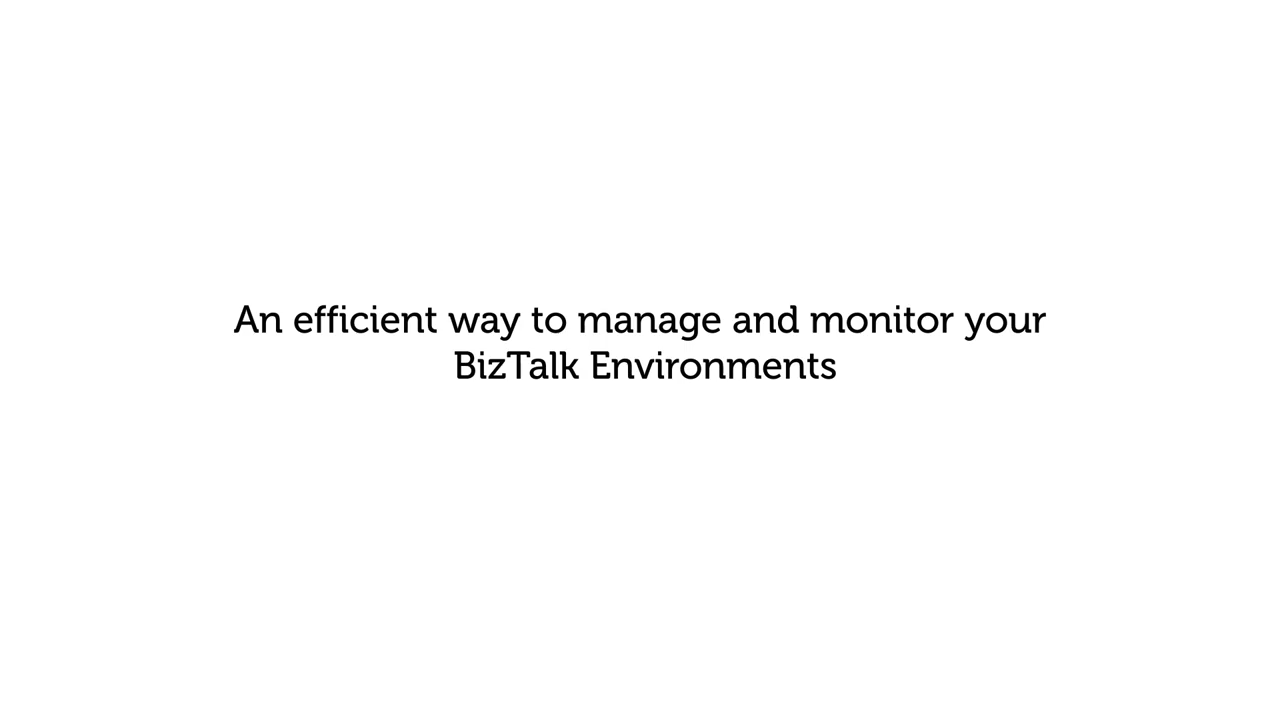 An efficient way to manage and monitor your
BizTalk Environments